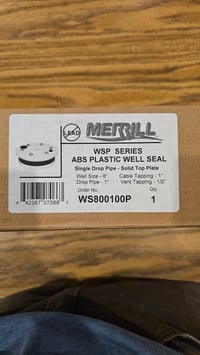 LEAD
MERRILL
WSP SERIES
ABS PLASTIC WELL SEAL
Single Drop Pipe - Solid Top Plate
Well Size - 8" Cable Tapping - 1"
Drop Pipe - 1" Vent Tapping - 1/2"
Order No. Qty.
WS800100P 1